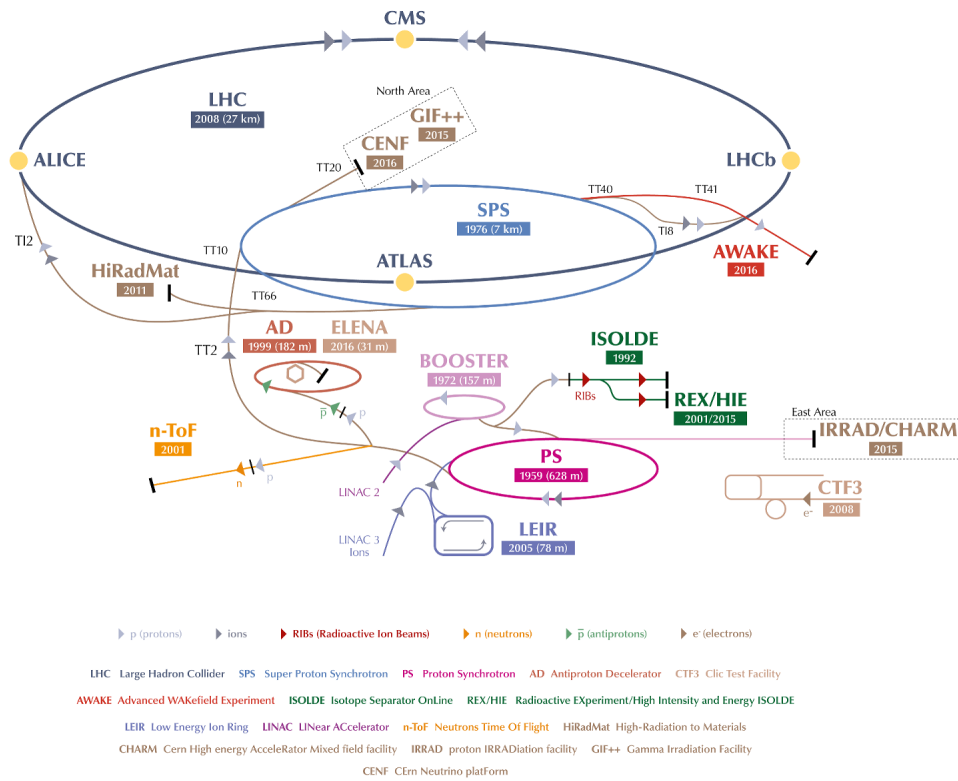 CMS
North Area
LHC
2008 (27 km)
GIF++
2015
CENF
2016
ALICE
LHCb
TT20
TT40
TT41
SPS
1976 (7 km)
TI8
TI2
TT10
AWAKE
2016
ATLAS
HiRadMat
2011
TT66
AD
1999 (182 m)
ELENA
2016 (31 m)
TT2
ISOLDE
1992
BOOSTER
1972 (157 m)
RIBs
REX/HIE
2001/2015
p̅
p
East Area
n-ToF
2001
IRRAD/CHARM
2015
PS
1959 (628 m)
n
p
LINAC 2
CTF3
2008
e-
LEIR
2005 (78 m)
LINAC 3
Ions
p (protons) ions RIBs (Radioactive Ion Beams) n (neutrons) p̅ (antiprotons) e- (electrons)
LHC Large Hadron Collider SPS Super Proton Synchrotron PS Proton Synchrotron AD Antiproton Decelerator CTF3 Clic Test Facility
AWAKE Advanced WAKefield Experiment ISOLDE Isotope Separator OnLine REX/HIE Radioactive EXperiment/High Intensity and Energy ISOLDE
LEIR Low Energy Ion Ring LINAC LINear ACcelerator n-ToF Neutrons Time Of Flight HiRadMat High-Radiation to Materials
CHARM Cern High energy AcceleRator Mixed field facility IRRAD proton IRRADiation facility GIF++ Gamma Irradiation Facility
CENF CErn Neutrino platForm